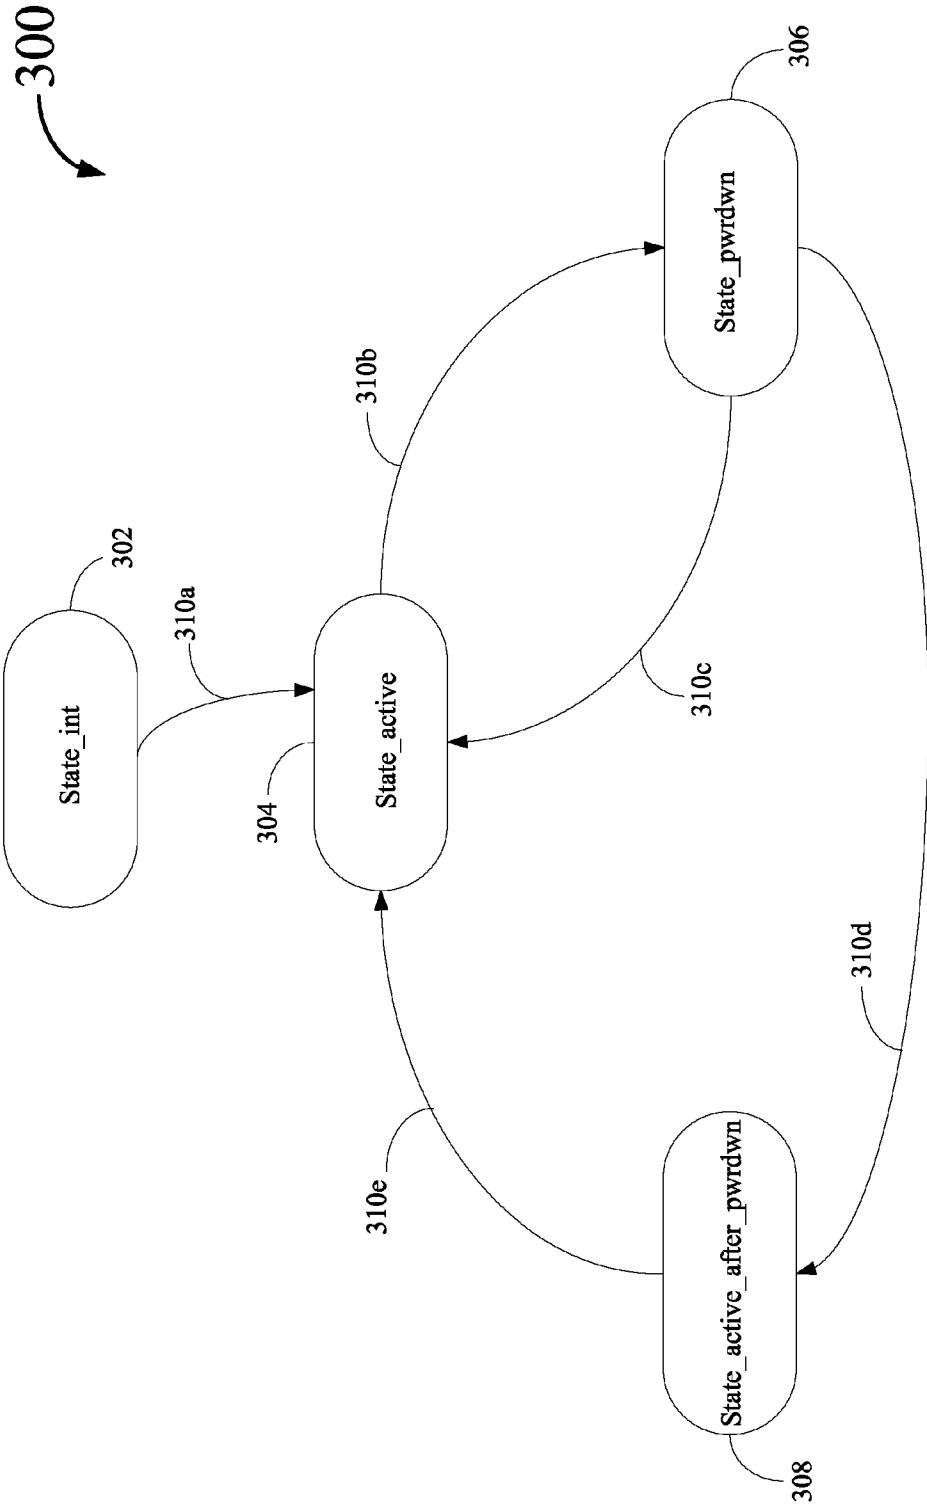 300
State_int
302
310a
State_active
304
310b
310c
State_pwrdwn
306
310e
310d
State_active_after_pwrdwn
308